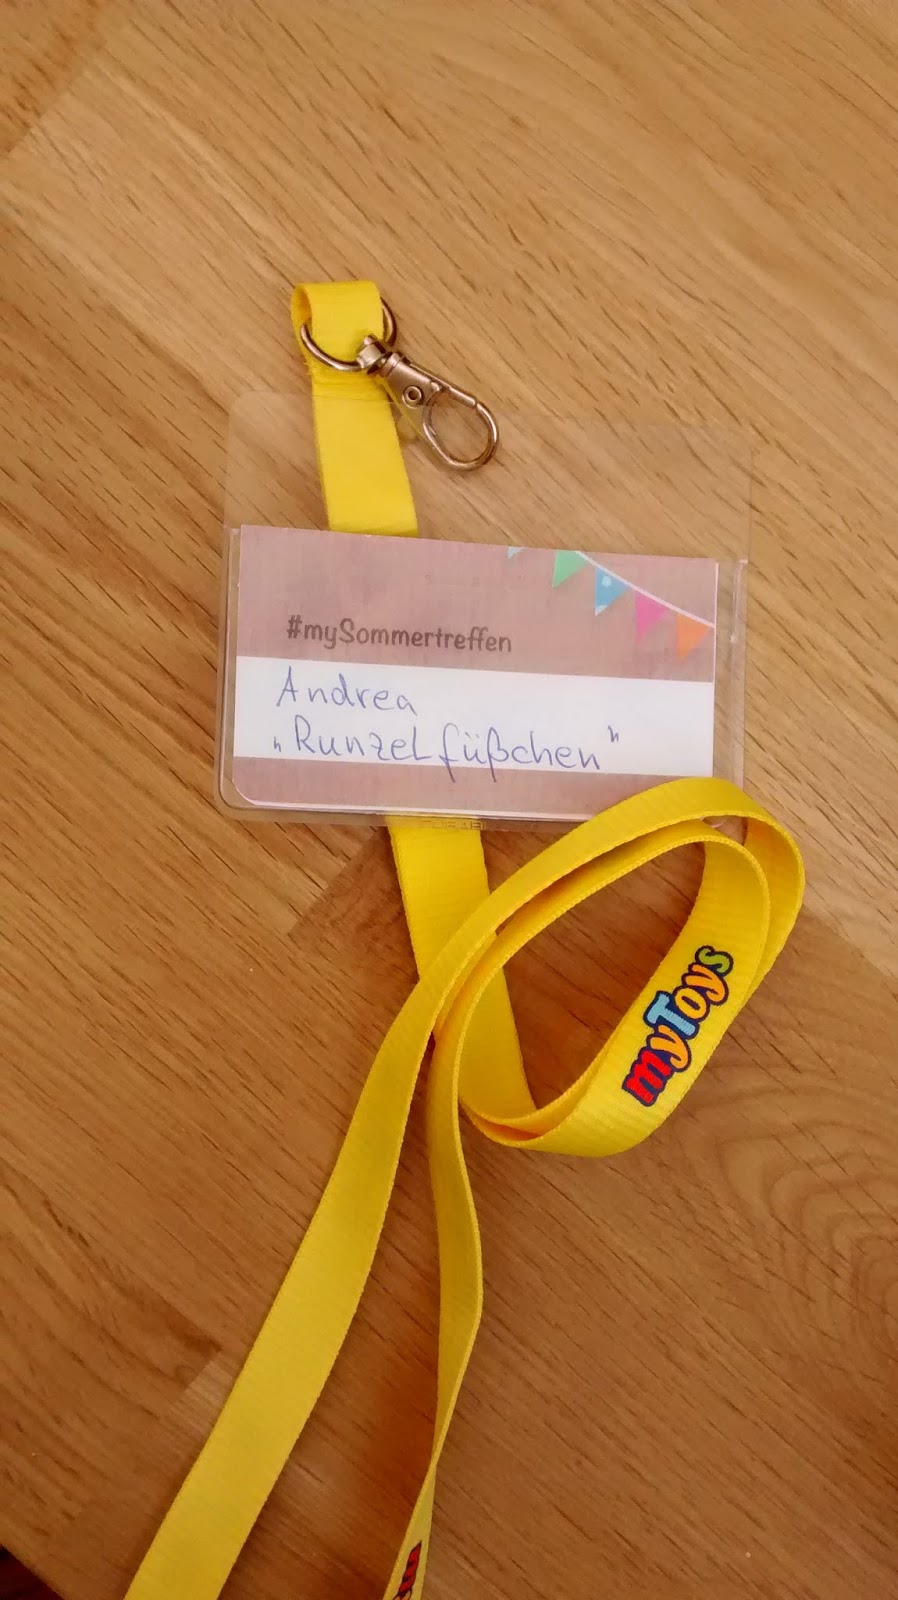 #mySommertreffen
Andrea
„Runzelfüßchen"
myToys
m